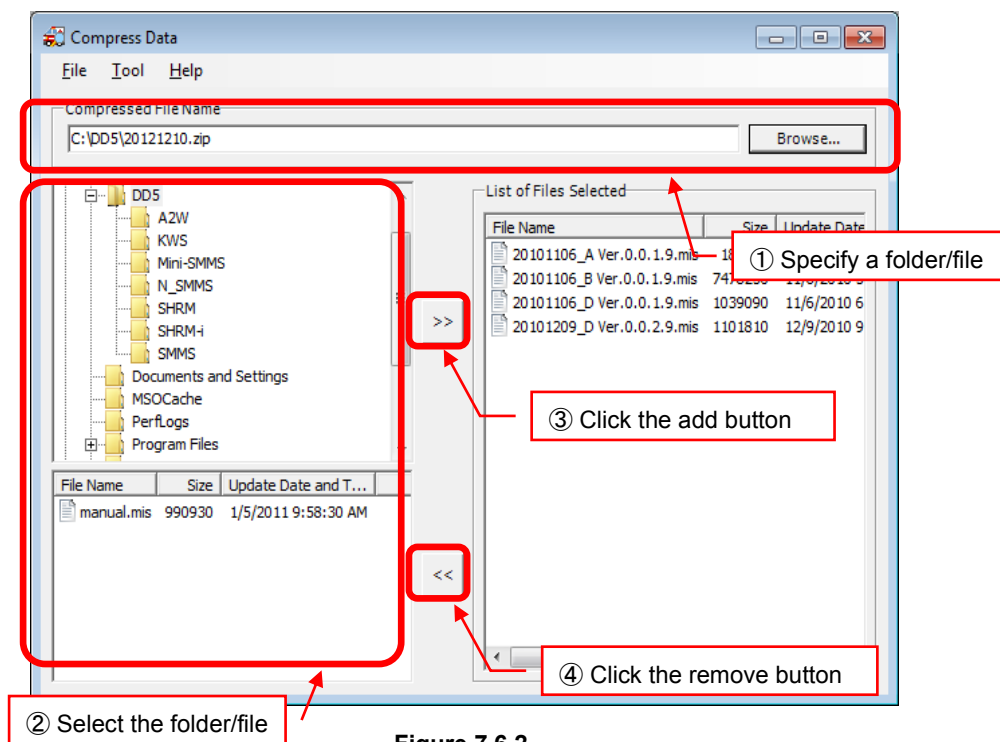 Compress Data
File Tool Help
Compressed File Name
C:\DD5\20121210.zip
Browse...
DD5
A2W
KWS
Mini-SMMS
N_SMMS
SHRM
SHRM-i
SMMS
Documents and Settings
MSOCache
PerfLogs
Program Files
File Name Size Update Date and T...
manual.mis 990930 1/5/2011 9:58:30 AM
>>
<<
List of Files Selected
File Name Size Update Date
20101106_A Ver.0.0.1.9.mis 18
20101106_B Ver.0.0.1.9.mis
20101106_D Ver.0.0.1.9.mis 1039090 11/6/2010 6
20101209_D Ver.0.0.2.9.mis 1101810 12/9/2010 9
① Specify a folder/file
③ Click the add button
④ Click the remove button
② Select the folder/file
Figure 7.6.2